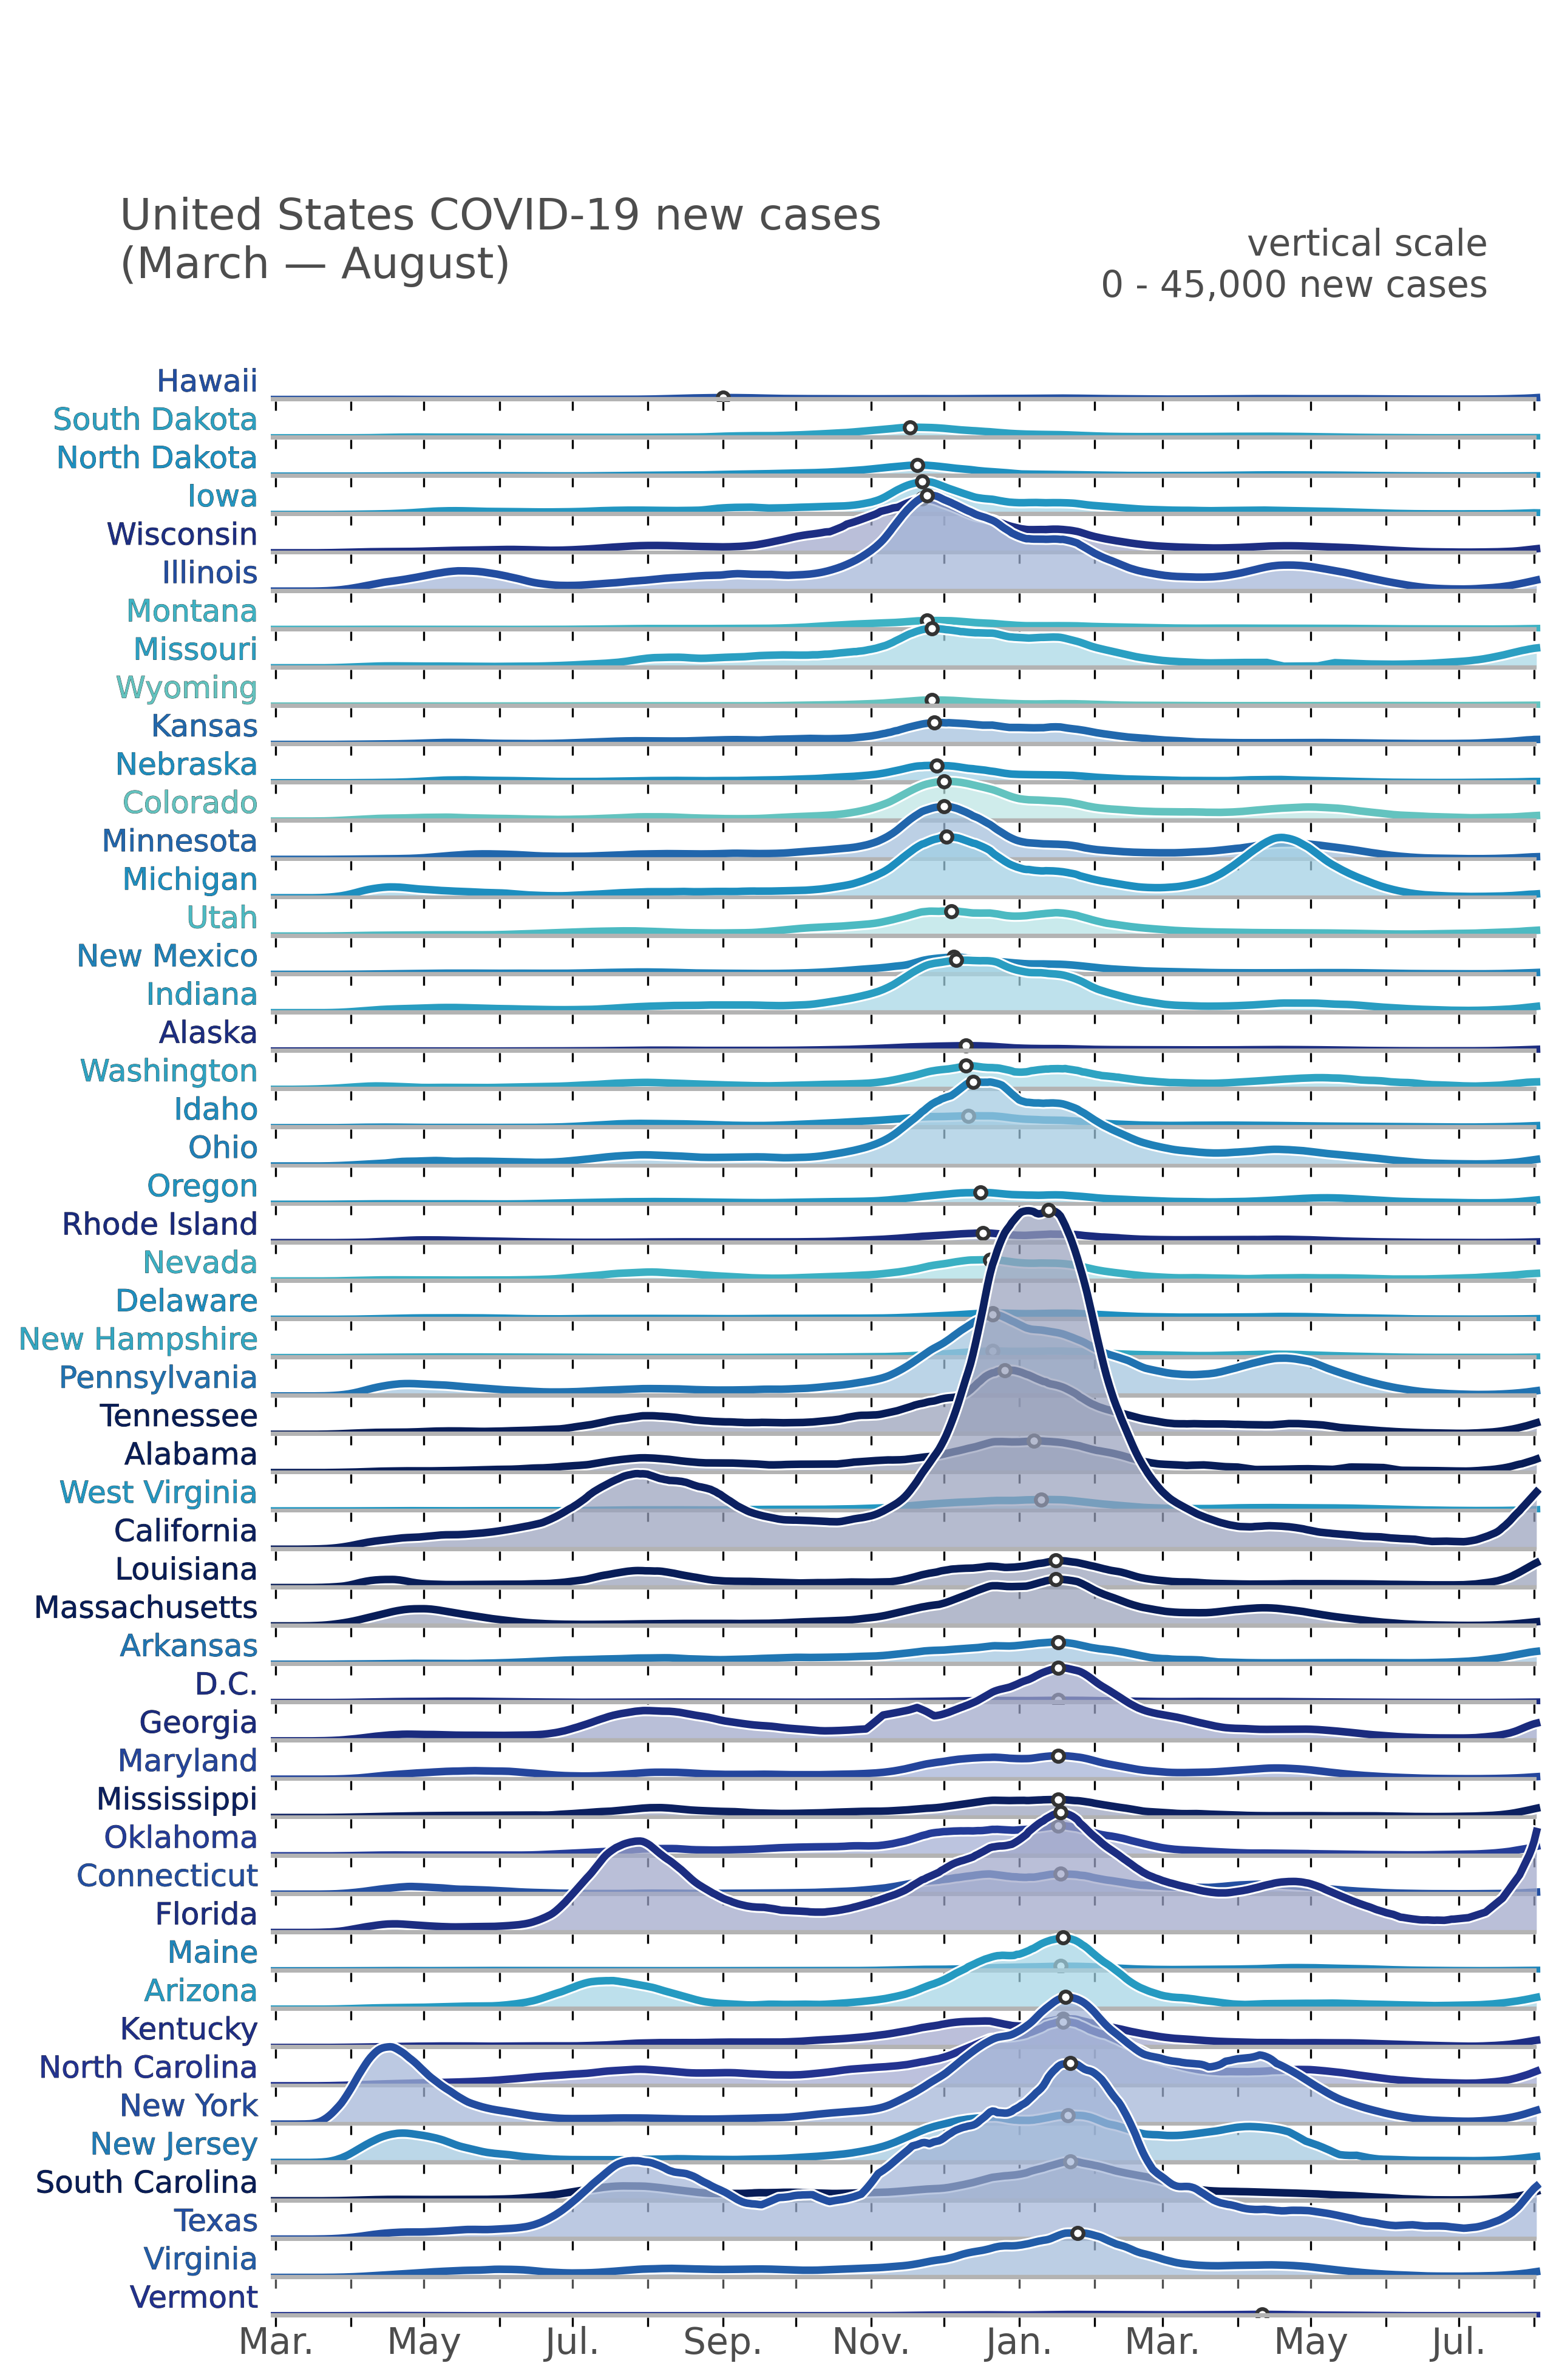 United States COVID-19 new cases
(March — August)
vertical scale
0 - 45,000 new cases
Hawaii
South Dakota
North Dakota
Iowa
Wisconsin
Illinois
Montana
Missouri
Wyoming
Kansas
Nebraska
Colorado
Minnesota
Michigan
Utah
New Mexico
Indiana
Alaska
Washington
Idaho
Ohio
Oregon
Rhode Island
Nevada
Delaware
New Hampshire
Pennsylvania
Tennessee
Alabama
West Virginia
California
Louisiana
Massachusetts
Arkansas
D.C.
Georgia
Maryland
Mississippi
Oklahoma
Connecticut
Florida
Maine
Arizona
Kentucky
North Carolina
New York
New Jersey
South Carolina
Texas
Virginia
Vermont
Mar. May Jul. Sep. Nov. Jan. Mar. May Jul.